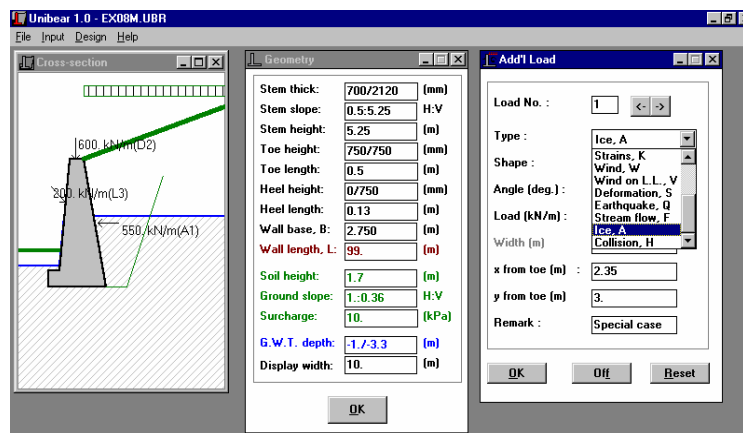 Unibear 1.0 - EX08M.UBR
File Input Design Help
Cross-section
600. kN/m(D2)
200. kN/m(L3)
550. kN/m(A1)
Geometry
Stem thick: 700/2120 (mm)
Stem slope: 0.5:5.25 H:V
Stem height: 5.25 (m)
Toe height: 750/750 (mm)
Toe length: 0.5 (m)
Heel height: 0/750 (mm)
Heel length: 0.13 (m)
Wall base, B: 2.750 (m)
Wall length, L: 99. (m)
Soil height: 1.7 (m)
Ground slope: 1.:0.36 H:V
Surcharge: 10. (kPa)
G.W.T. depth: -1.7-3.3 (m)
Display width: 10. (m)
OK
Add'l Load
Load No. : 1 <- ->
Type : Ice, A
Strains, K
Wind, W
Wind on L.L., V
Deformation, S
Earthquake, Q
Stream flow, F
Ice, A
Collision, H
Shape :
Angle (deg.) :
Load (kN/m) :
Width (m)
x from toe (m) : 2.35
y from toe (m) 3.
Remark : Special case
OK Off Reset